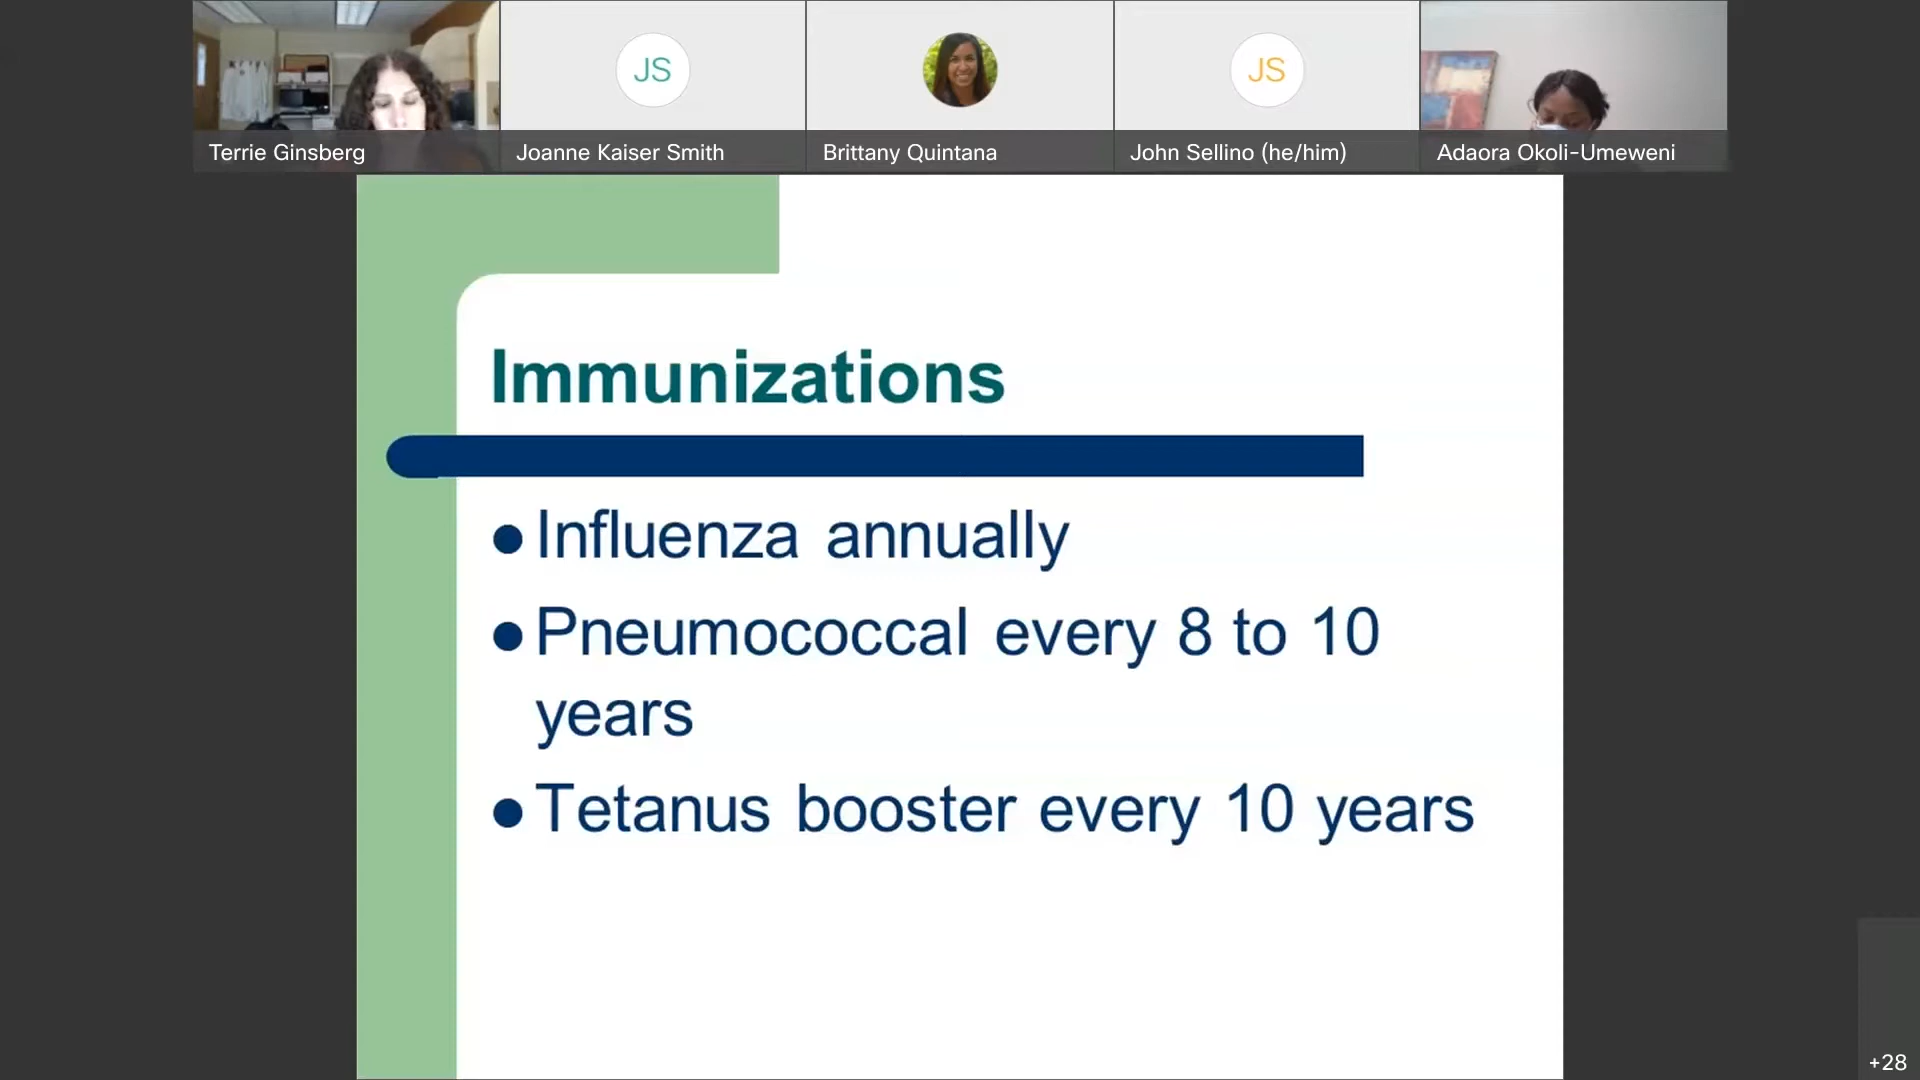 Terrie Ginsberg
JS
Joanne Kaiser Smith
Brittany Quintana
JS
John Sellino (he/him)
Adaora Okoli-Umeweni
Immunizations
●Influenza annually
●Pneumococcal every 8 to 10
years
●Tetanus booster every 10 years
+28